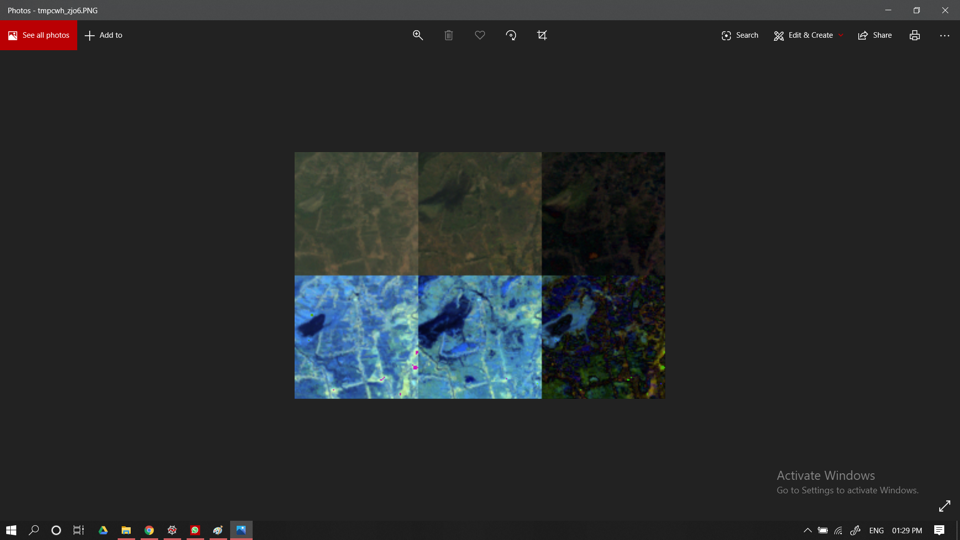 Photos - tmpcwh_zjo6.PNG
See all photos
Add to
Search
Edit & Create
Share
Activate Windows
Go to Settings to activate Windows.
ENG
01:29 PM